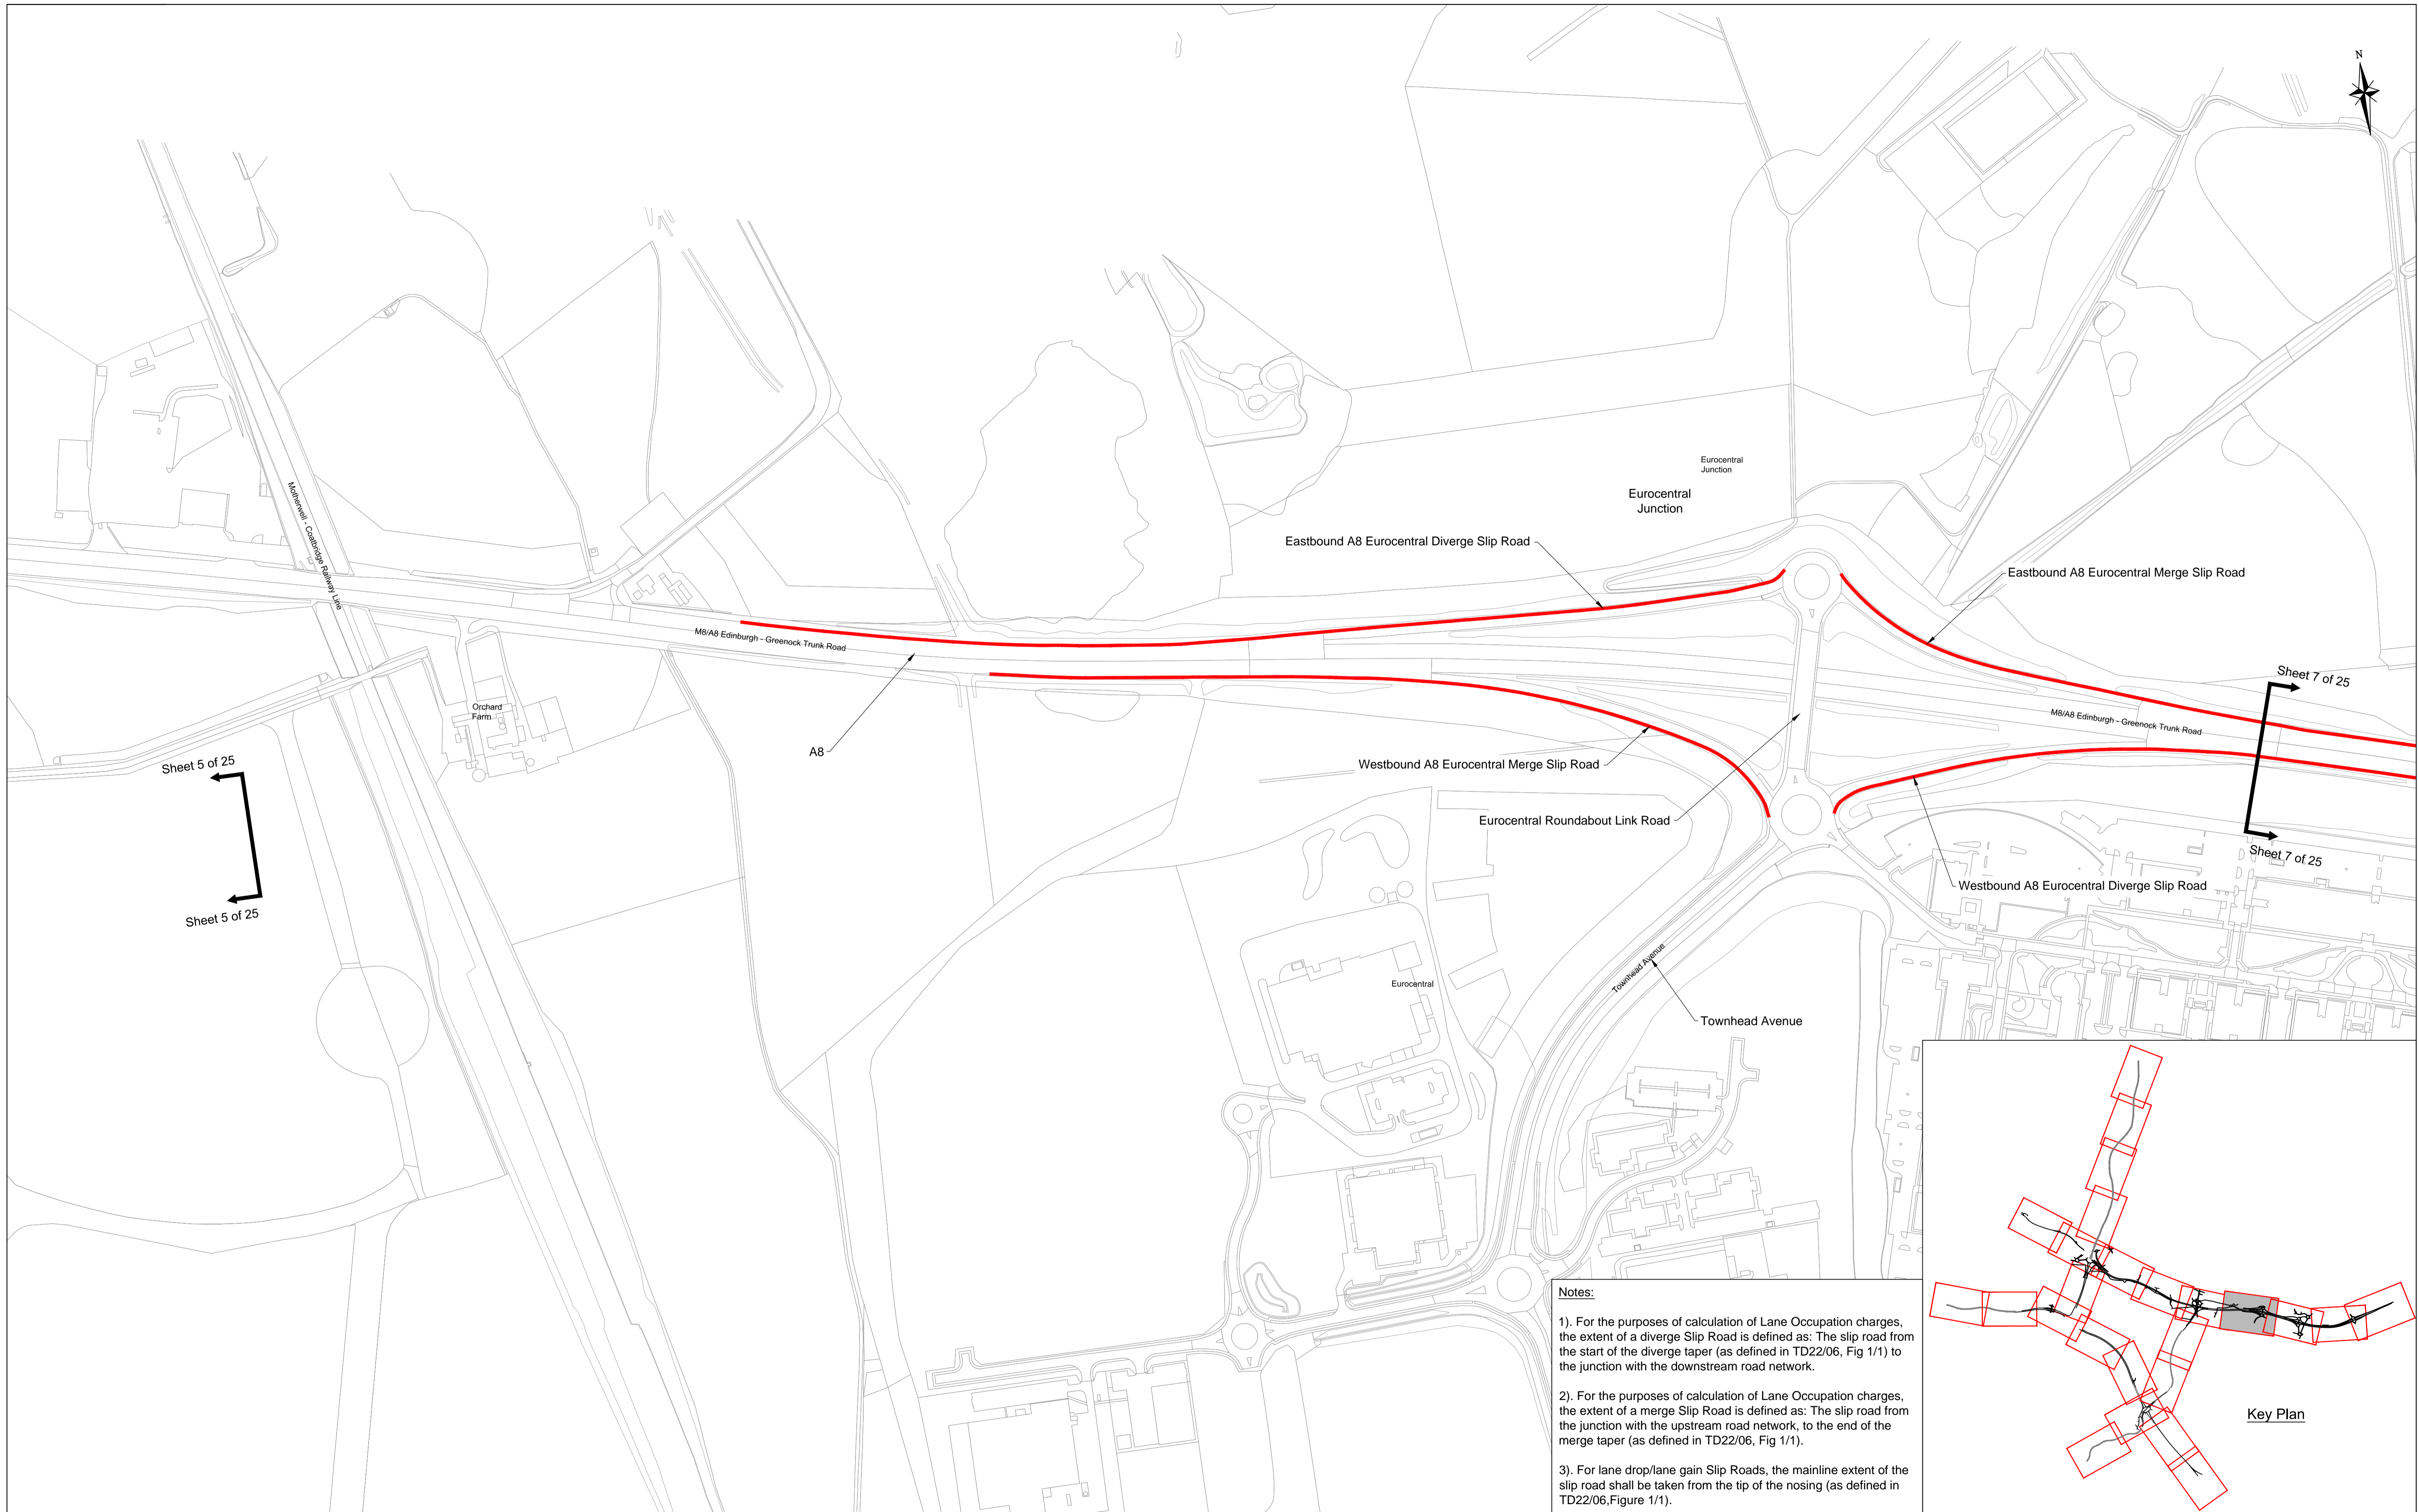 N
Motherwell - Coatbridge Railway Line
Eurocentral
Junction
Eurocentral
Junction
Eastbound A8 Eurocentral Diverge Slip Road
Eastbound A8 Eurocentral Merge Slip Road
M8/A8 Edinburgh - Greenock Trunk Road
Sheet 7 of 25
Orchard
Farm
M8/A8 Edinburgh - Greenock Trunk Road
A8
Sheet 5 of 25
Westbound A8 Eurocentral Merge Slip Road
Eurocentral Roundabout Link Road
Sheet 7 of 25
Westbound A8 Eurocentral Diverge Slip Road
Sheet 5 of 25
Townhead Avenue
Eurocentral
Townhead Avenue
Notes:
1). For the purposes of calculation of Lane Occupation charges,
the extent of a diverge Slip Road is defined as: The slip road from
the start of the diverge taper (as defined in TD22/06, Fig 1/1) to
the junction with the downstream road network.
2). For the purposes of calculation of Lane Occupation charges,
the extent of a merge Slip Road is defined as: The slip road from
the junction with the upstream road network, to the end of the
merge taper (as defined in TD22/06, Fig 1/1).
3). For lane drop/lane gain Slip Roads, the mainline extent of the
slip road shall be taken from the tip of the nosing (as defined in
TD22/06,Figure 1/1).
Key Plan